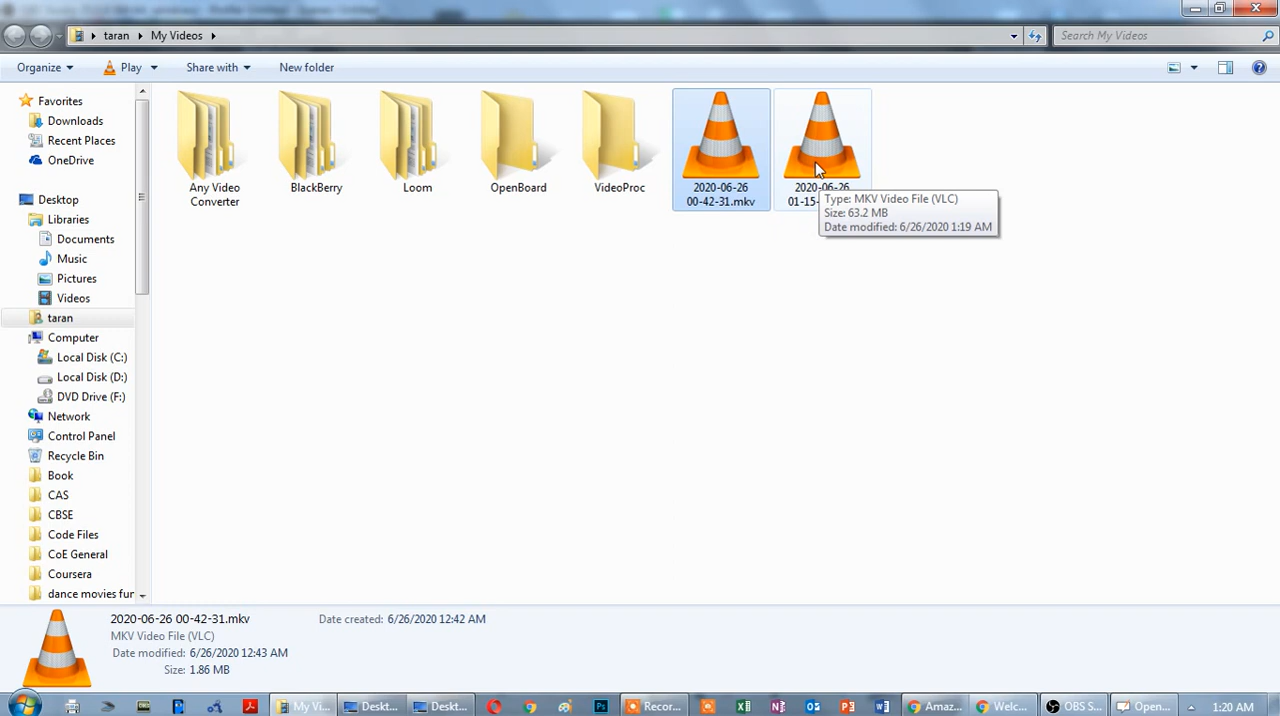 taran
My Videos
Search My Videos
Organize
Play
Share with
New folder
Favorites
Downloads
Recent Places
OneDrive
Desktop
Libraries
Documents
Music
Pictures
Videos
taran
Computer
Local Disk (C:)
Local Disk (D:)
DVD Drive (F:)
Network
Control Panel
Recycle Bin
Book
CAS
CBSE
Code Files
CoE General
Coursera
dance movies fur
Any Video
Converter
BlackBerry
Loom
OpenBoard
VideoProc
2020-06-26
00-42-31.mkv
2020-06-26
01-15-
Type: MKV Video File (VLC)
Size: 63.2 MB
Date modified: 6/26/2020 1:19 AM
2020-06-26 00-42-31.mkv
Date created: 6/26/2020 12:42 AM
MKV Video File (VLC)
Date modified: 6/26/2020 12:43 AM
Size: 1.86 MB
My Vi...
Deskt...
Deskt...
Ps
Recor...
Amaz...
Welc...
OBS S...
Open...
1:20 AM